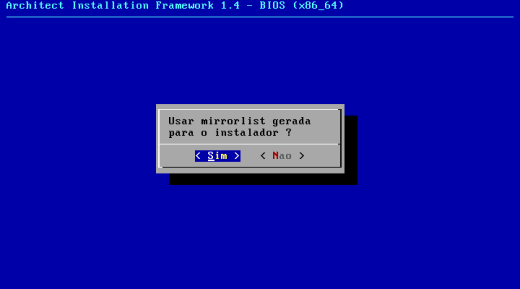 Architect Installation Framework 1.4 - BIOS (x86_64)
Usar mirrorlist gerada
para o instalador ?
< Sim > < Nao >